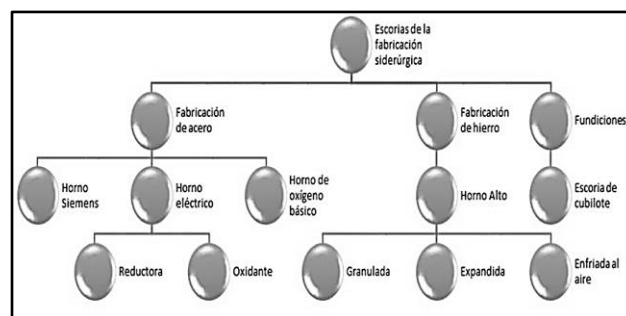 Escorias de la
fabricación
siderúrgica
Fabricación
de acero
Fabricación
de hierro
Fundiciones
Horno
Siemens
Horno
eléctrico
Horno de
oxígeno
básico
Horno Alto
Escoria de
cubilote
Reductora
Oxidante
Granulada
Expandida
Enfriada al
aire